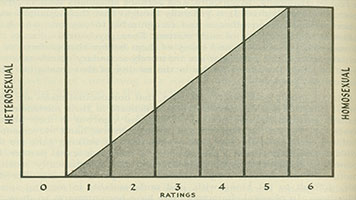 HETEROSEXUAL
HOMOSEXUAL
0 1 2 3 4 5 6
RATINGS